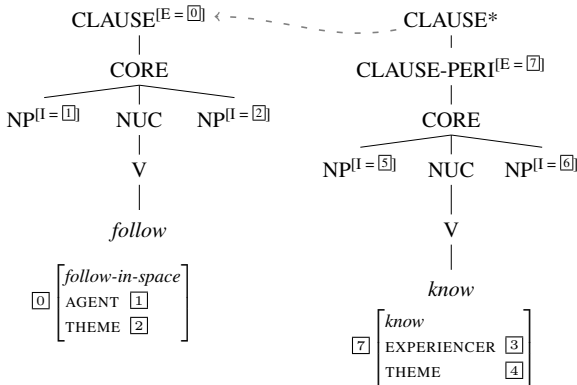 CLAUSE[E = 0] CLAUSE*
CORE CLAUSE-PERI[E = 7]
NP[I = 1] NUC NP[I = 2] CORE
V NP[I = 5] NUC NP[I = 6]
follow V
know
0 [follow-in-space
AGENT 1
THEME 2]
7 [know
EXPERIENCER 3
THEME 4]